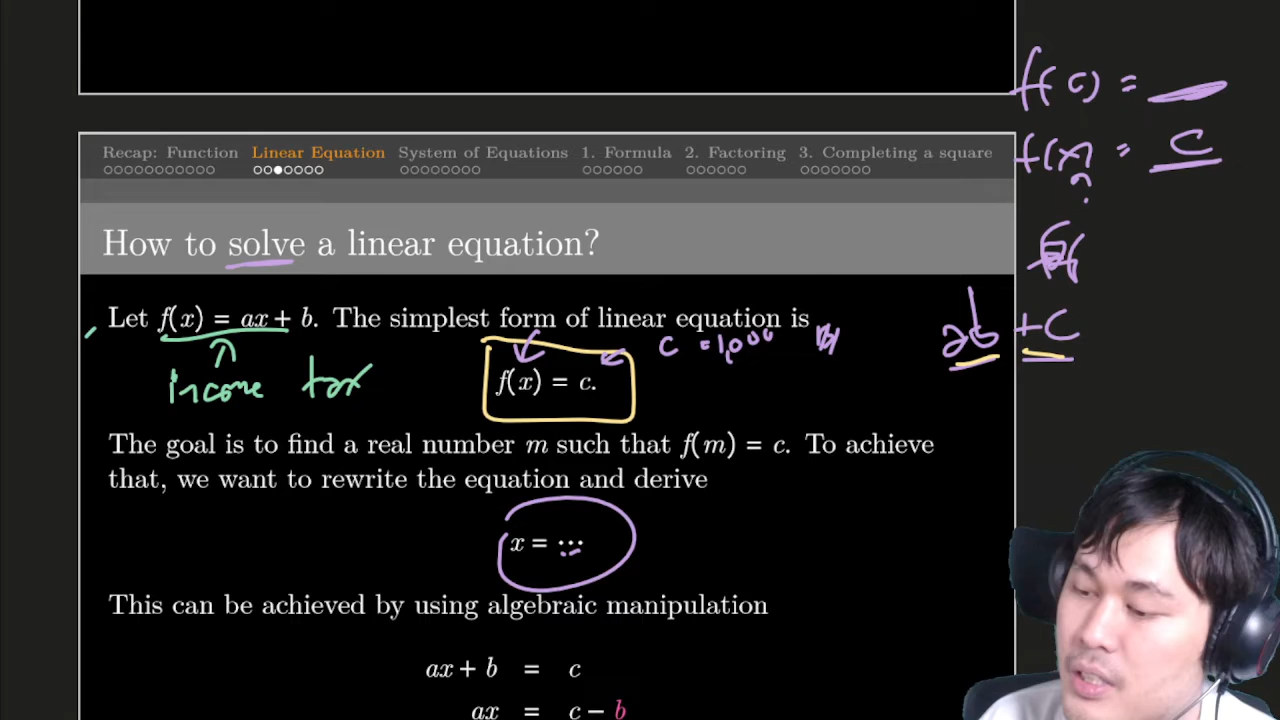 Recap: Function Linear Equation System of Equations 1. Formula 2. Factoring 3. Completing a square
How to solve a linear equation?
Let f(x) = ax + b. The simplest form of linear equation is
f(x) = c.
c = 1,000
income tax
The goal is to find a real number m such that f(m) = c. To achieve
that, we want to rewrite the equation and derive
x = ···
This can be achieved by using algebraic manipulation
ax + b = c
ax = c − b
f(c) =
f(x) = c
?
+C